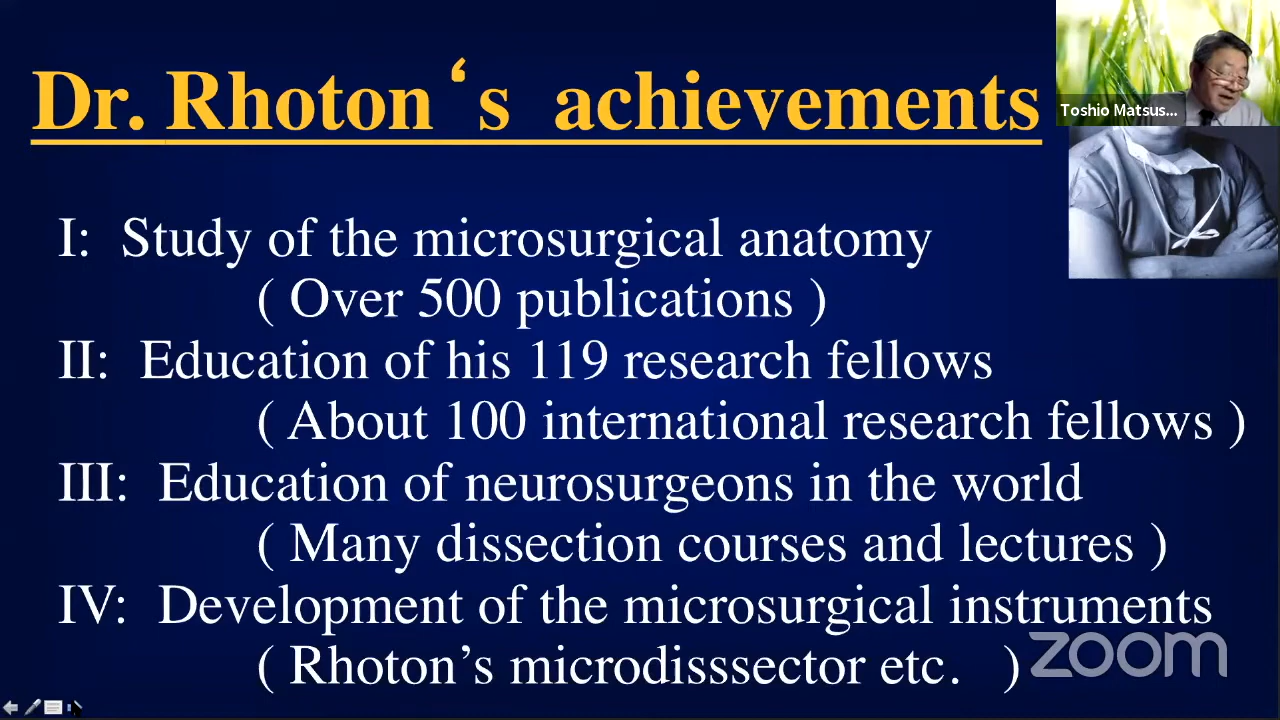 Dr. Rhoton ‘s achievements
Toshio Matsus...
I: Study of the microsurgical anatomy
( Over 500 publications )
II: Education of his 119 research fellows
( About 100 international research fellows )
III: Education of neurosurgeons in the world
( Many dissection courses and lectures )
IV: Development of the microsurgical instruments
( Rhoton’s microdisssector etc. )
zoom